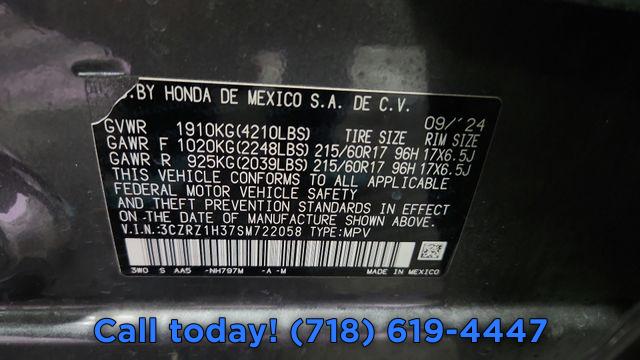 .BY HONDA DE MEXICO S.A. DE C.V.
09/'24
GVWR 1910KG(4210LBS) TIRE SIZE RIM SIZE
GAWR F 1020KG(2248LBS) 215/60R17 96H 17X6.5J
GAWR R 925KG(2039LBS) 215/60R17 96H 17X6.5J
THIS VEHICLE CONFORMS TO ALL APPLICABLE
FEDERAL MOTOR VEHICLE SAFETY
AND THEFT PREVENTION STANDARDS IN EFFECT
ON THE DATE OF MANUFACTURE SHOWN ABOVE.
V.I.N.:3CZRZ1H37SM722058 TYPE:MPV
3W0 S AA5 -NH797M -A -M MADE IN MEXICO
Call today! (718) 619-4447